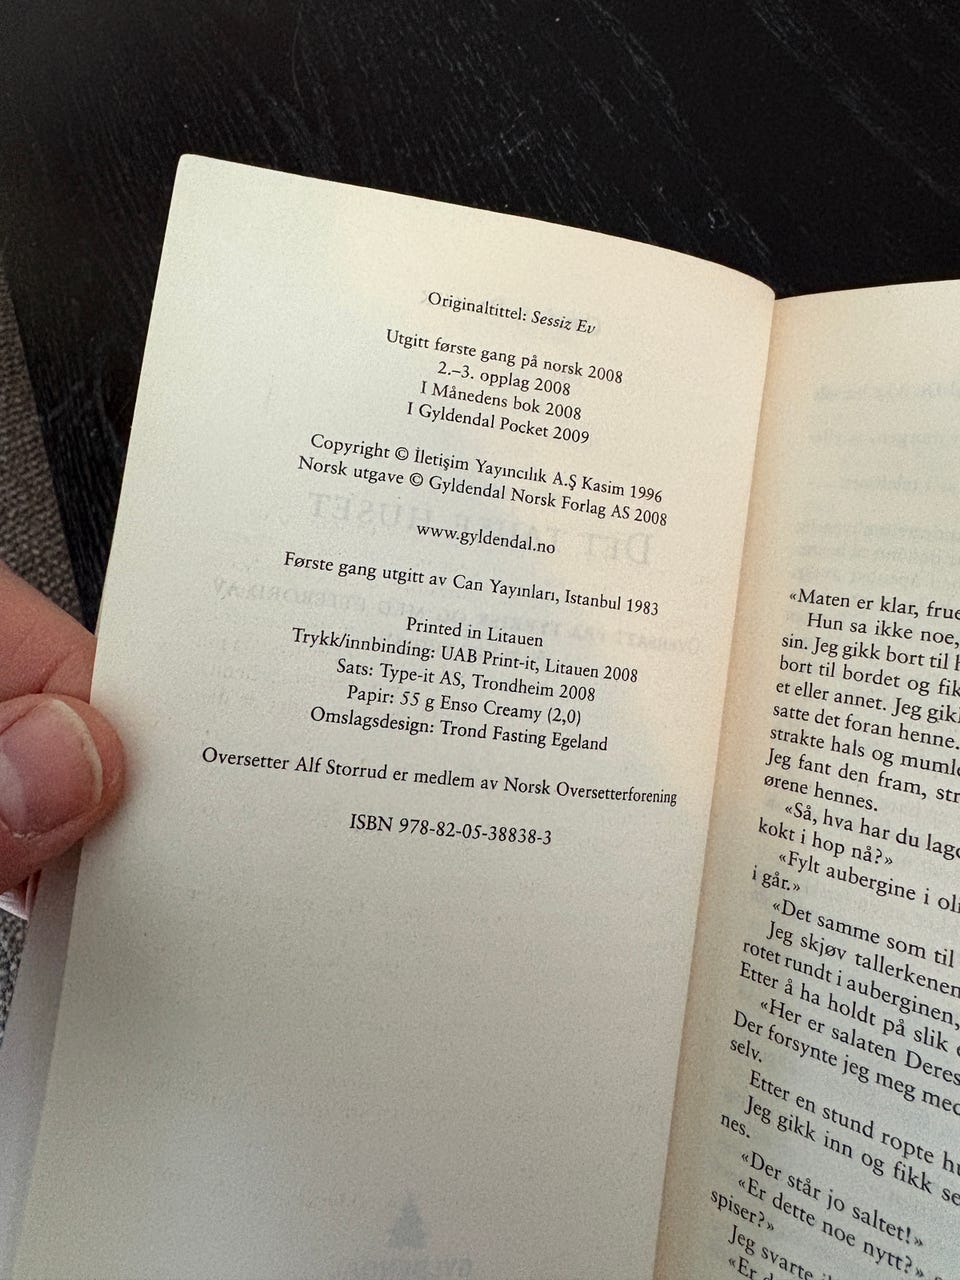 Originaltittel: Sessiz Ev
Utgitt første gang på norsk 2008
2.–3. opplag 2008
I Månedens bok 2008
I Gyldendal Pocket 2009
Copyright © İletişim Yayıncılık A.Ş Kasim 1996
Norsk utgave © Gyldendal Norsk Forlag AS 2008
www.gyldendal.no
Første gang utgitt av Can Yayınları, Istanbul 1983
Printed in Litauen
Trykk/innbinding: UAB Print-it, Litauen 2008
Sats: Type-it AS, Trondheim 2008
Papir: 55 g Enso Creamy (2,0)
Omslagsdesign: Trond Fasting Egeland
Oversetter Alf Storrud er medlem av Norsk Oversetterforening
ISBN 978-82-05-38838-3
«Maten er klar, frue
Hun sa ikke noe,
sin. Jeg gikk bort til
bort til bordet og fik
et eller annet. Jeg gik
satte det foran henne.
strakte hals og mumle
Jeg fant den fram, str
ørene hennes.
«Så, hva har du lage
kokt i hop nå?»
«Fylt aubergine i oli
i går.»
«Det samme som til
Jeg skjøv tallerkenen
rotet rundt i auberginen,
Etter å ha holdt på slik
«Her er salaten Deres
Der forsynte jeg meg med
selv.
Etter en stund ropte hu
Jeg gikk inn og fikk se
nes.
«Der står jo saltet!»
«Er dette noe nytt?»
spiser?»
Jeg svarte
«Er